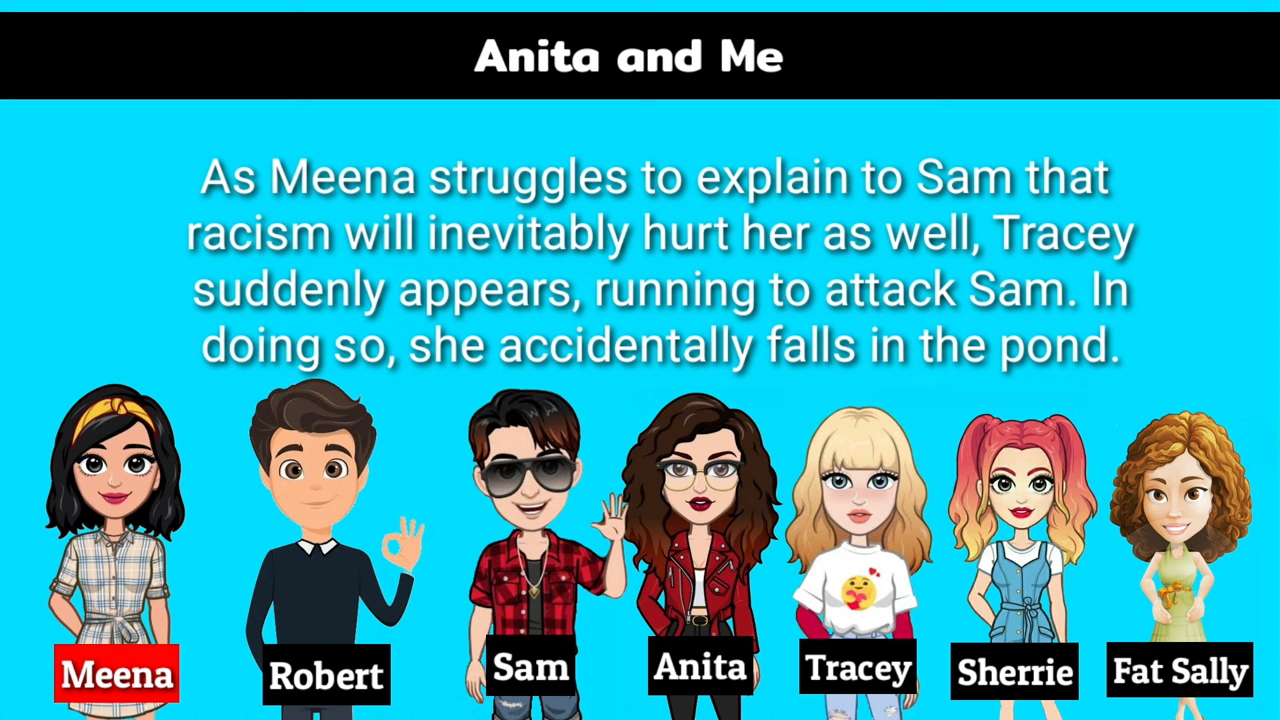 Anita and Me
As Meena struggles to explain to Sam that
racism will inevitably hurt her as well, Tracey
suddenly appears, running to attack Sam. In
doing so, she accidentally falls in the pond.
Meena
Robert
Sam
Anita
Tracey
Sherrie
Fat Sally